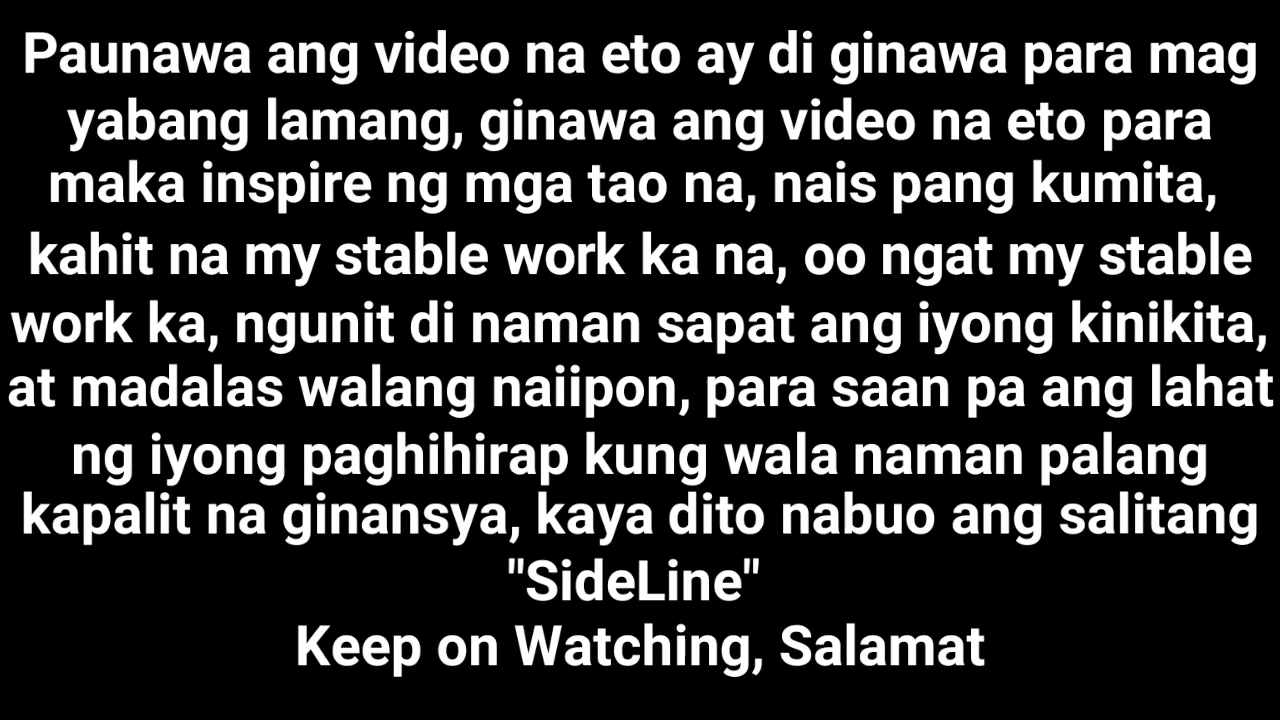 Paunawa ang video na eto ay di ginawa para mag
yabang lamang, ginawa ang video na eto para
maka inspire ng mga tao na, nais pang kumita,
kahit na my stable work ka na, oo ngat my stable
work ka, ngunit di naman sapat ang iyong kinikita,
at madalas walang naiipon, para saan pa ang lahat
ng iyong paghihirap kung wala naman palang
kapalit na ginansya, kaya dito nabuo ang salitang
"SideLine"
Keep on Watching, Salamat